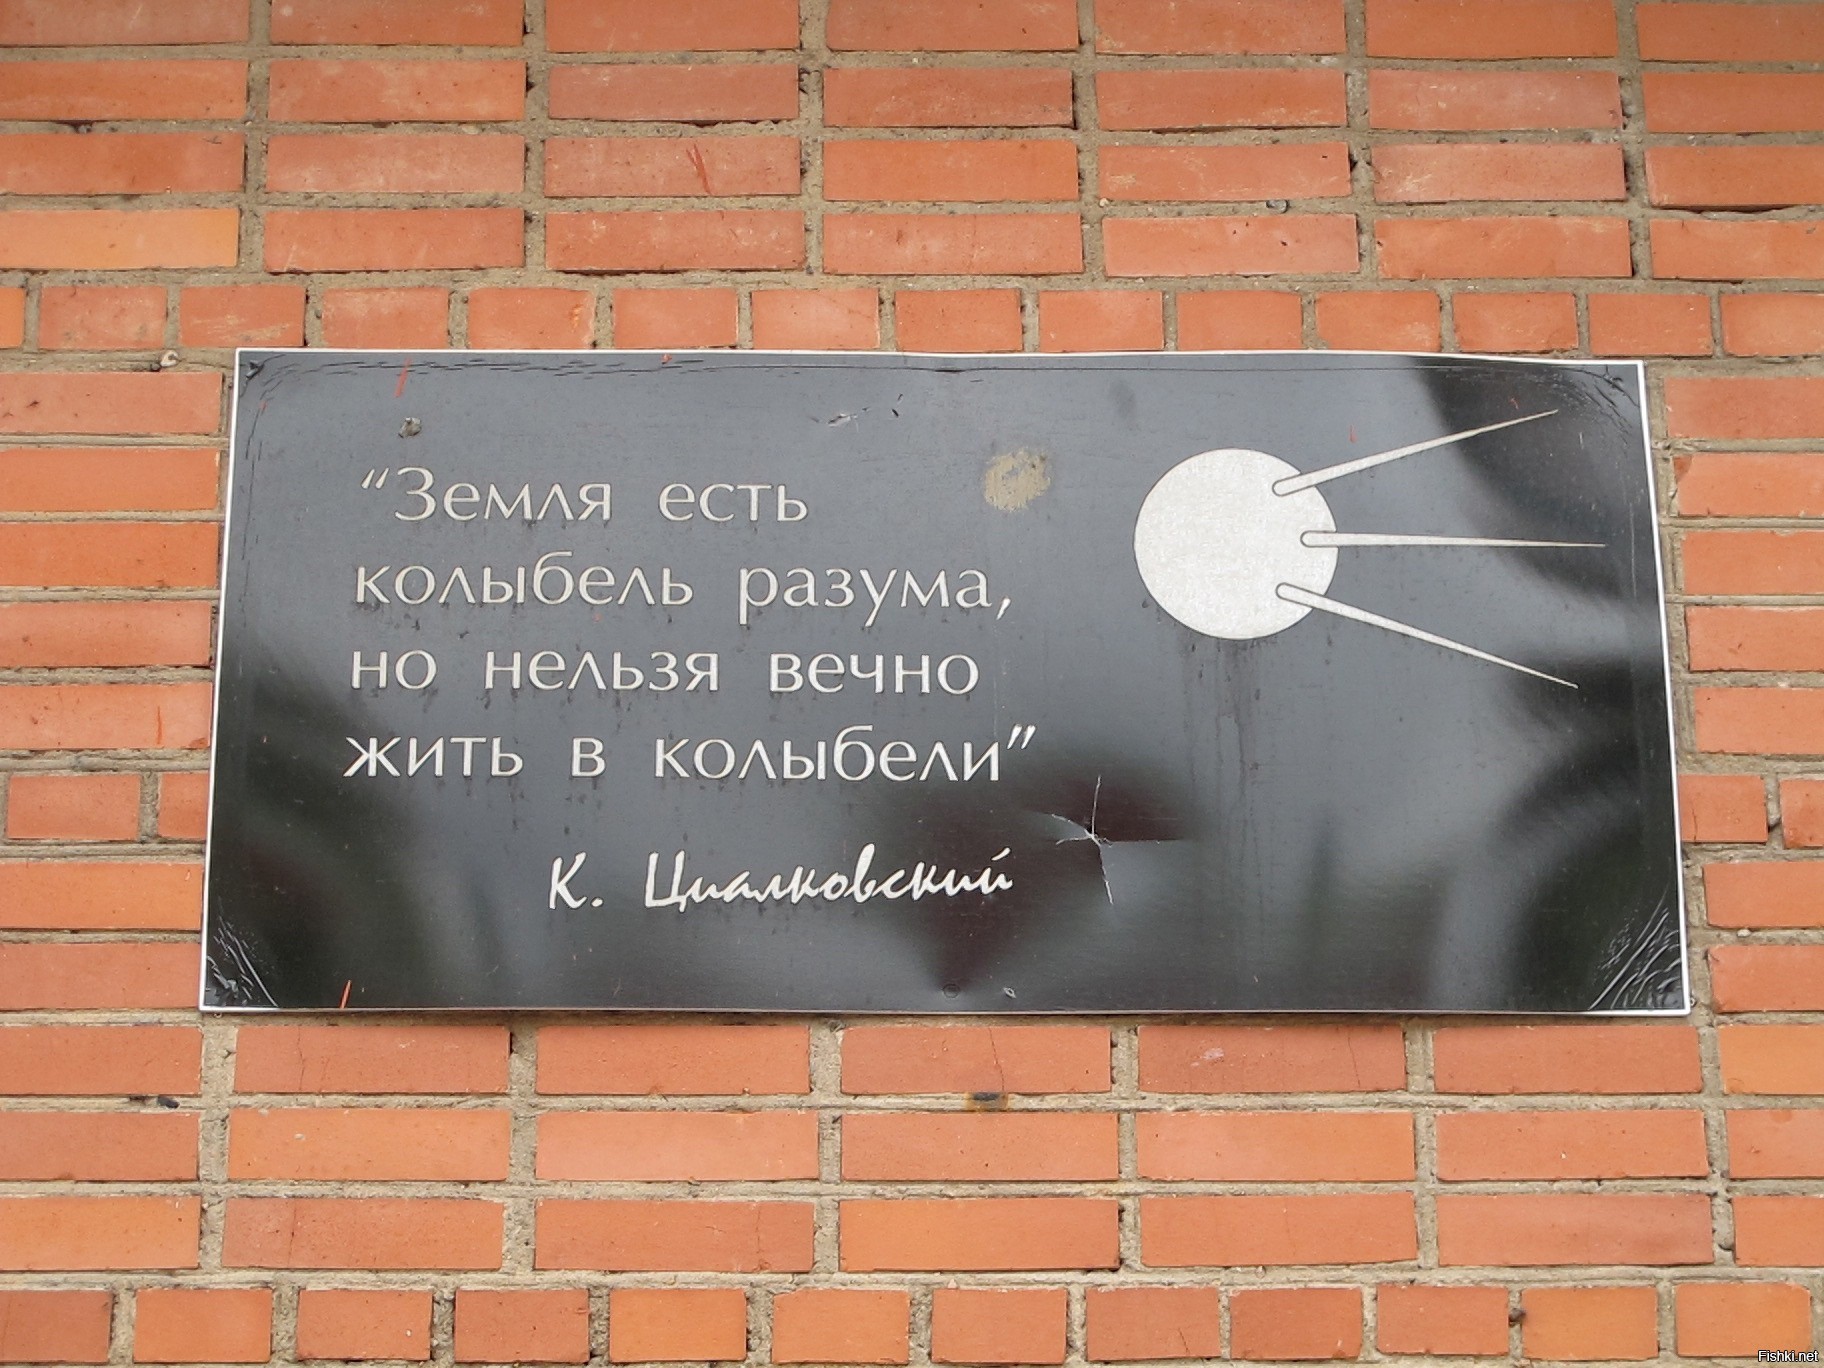 “Земля есть
колыбель разума,
но нельзя вечно
жить в колыбели”
К. Циалковский
Fishki.net